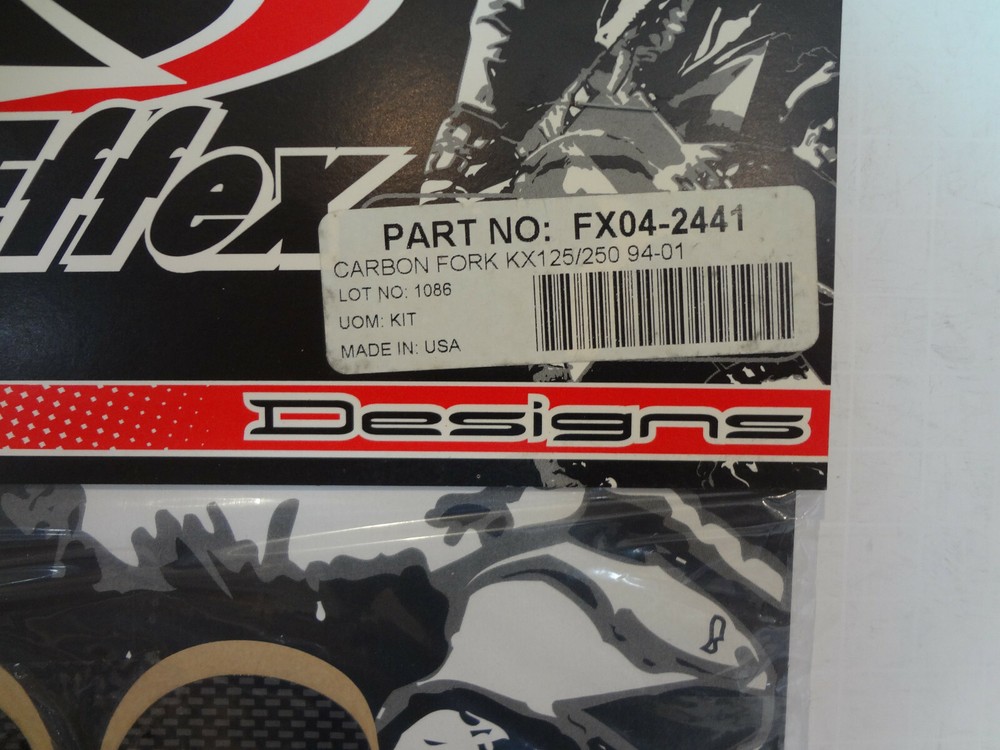 Effex
PART NO: FX04-2441
CARBON FORK KX125/250 94-01
LOT NO: 1086
UOM: KIT
MADE IN: USA
Designs